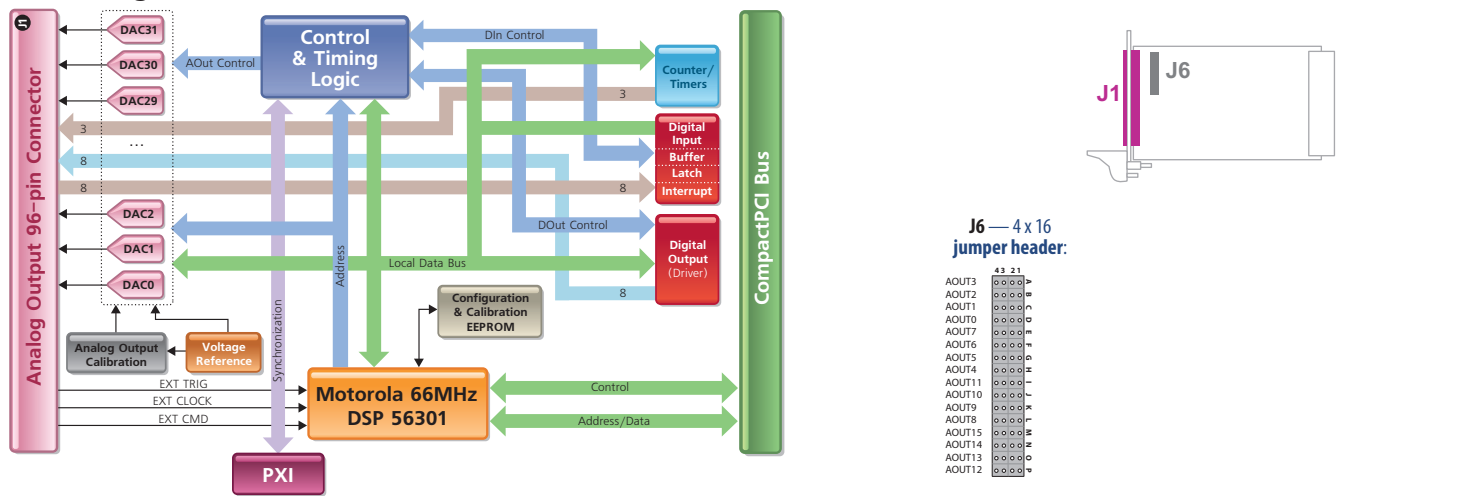 J1
Analog Output 96-pin Connector
DAC31
DAC30
DAC29
...
DAC2
DAC1
DAC0
AOut Control
Control
& Timing
Logic
DIn Control
Counter/
Timers
3
3
8
8
8
8
Digital
Input
Buffer
Latch
Interrupt
DOut Control
Digital
Output
(Driver)
Local Data Bus
Address
Synchronization
Configuration
& Calibration
EEPROM
Analog Output
Calibration
Voltage
Reference
EXT TRIG
EXT CLOCK
EXT CMD
Motorola 66MHz
DSP 56301
Control
Address/Data
PXI
CompactPCI Bus
J1
J6
J6 — 4 x 16
jumper header:
4 3 2 1
AOUT3 A
AOUT2 B
AOUT1 C
AOUT0 D
AOUT7 E
AOUT6 F
AOUT5 G
AOUT4 H
AOUT11 I
AOUT10 J
AOUT9 K
AOUT8 L
AOUT15 M
AOUT14 N
AOUT13 O
AOUT12 P